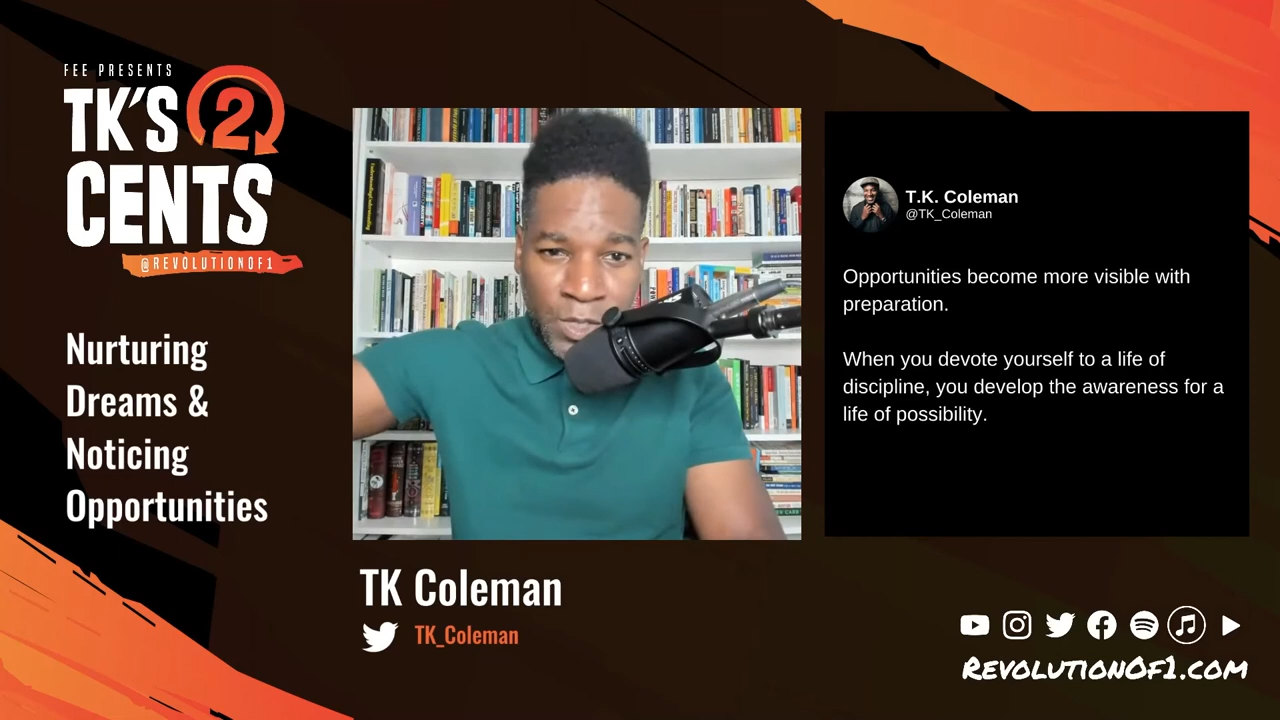 FEE PRESENTS
TK'S 2
CENTS
@REVOLUTIONOF1
Nurturing
Dreams &
Noticing
Opportunities
T.K. Coleman
@TK_Coleman
Opportunities become more visible with
preparation.
When you devote yourself to a life of
discipline, you develop the awareness for a
life of possibility.
TK Coleman
TK_Coleman
REVOLUTIONOF1.COM